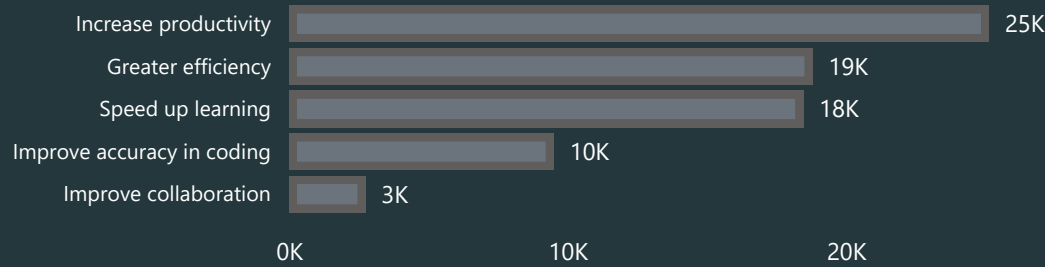 Increase productivity 25K
Greater efficiency 19K
Speed up learning 18K
Improve accuracy in coding 10K
Improve collaboration 3K
0K 10K 20K